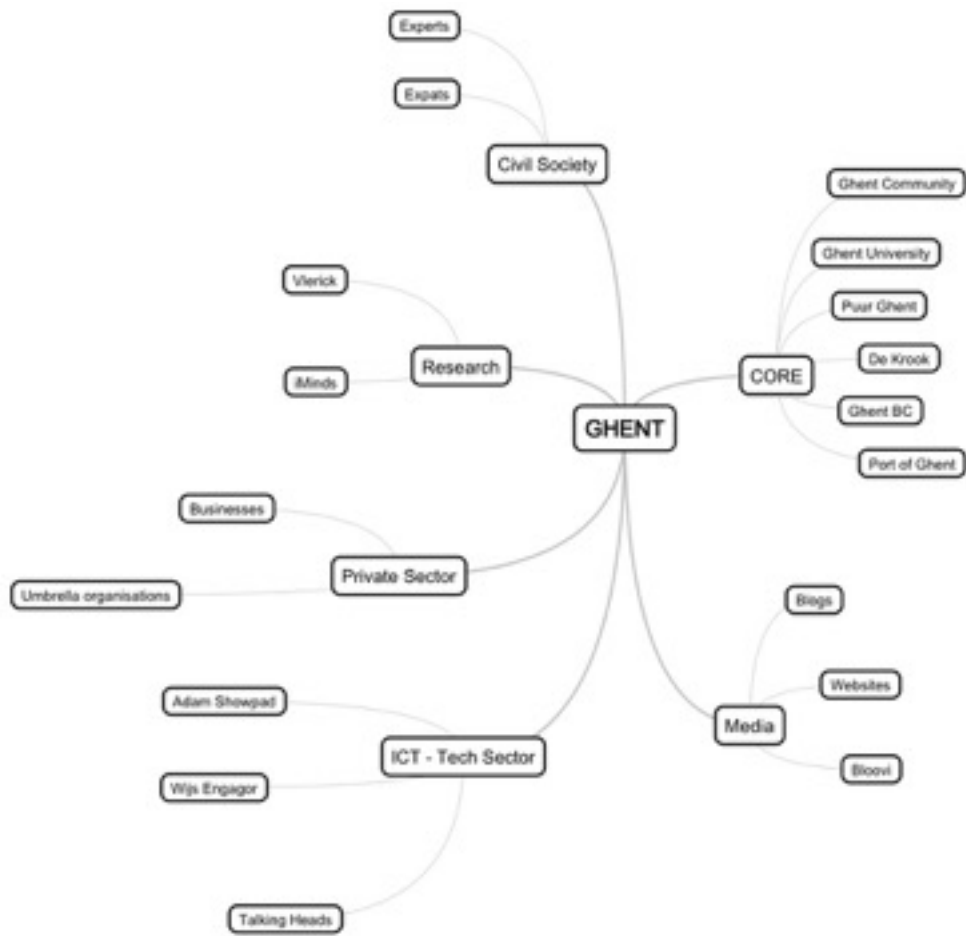 Experts
Expats
Civil Society
Ghent Community
Ghent University
Puur Ghent
De Krook
CORE
Ghent BC
Port of Ghent
Vlerick
Research
iMinds
GHENT
Businesses
Private Sector
Umbrella organisations
Blogs
Websites
Media
Bloovi
Adam Showpad
ICT - Tech Sector
Wijs Engagor
Talking Heads